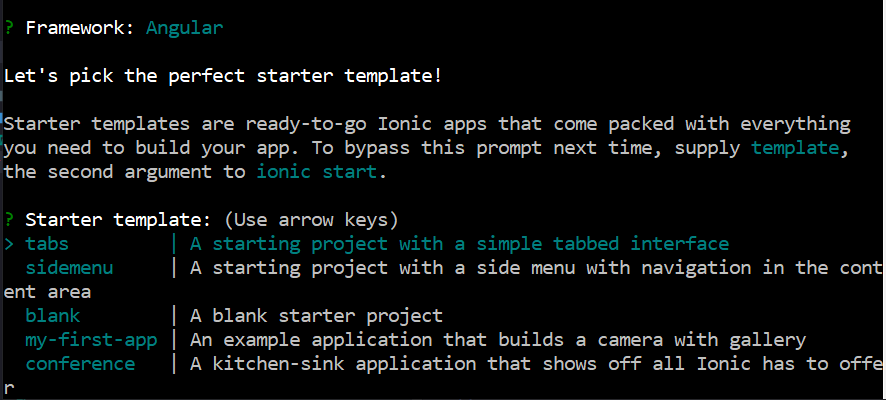 ? Framework: Angular
Let's pick the perfect starter template!
Starter templates are ready-to-go Ionic apps that come packed with everything
you need to build your app. To bypass this prompt next time, supply template,
the second argument to ionic start.
? Starter template: (Use arrow keys)
> tabs | A starting project with a simple tabbed interface
sidemenu | A starting project with a side menu with navigation in the cont
ent area
blank | A blank starter project
my-first-app | An example application that builds a camera with gallery
conference | A kitchen-sink application that shows off all Ionic has to offe
r